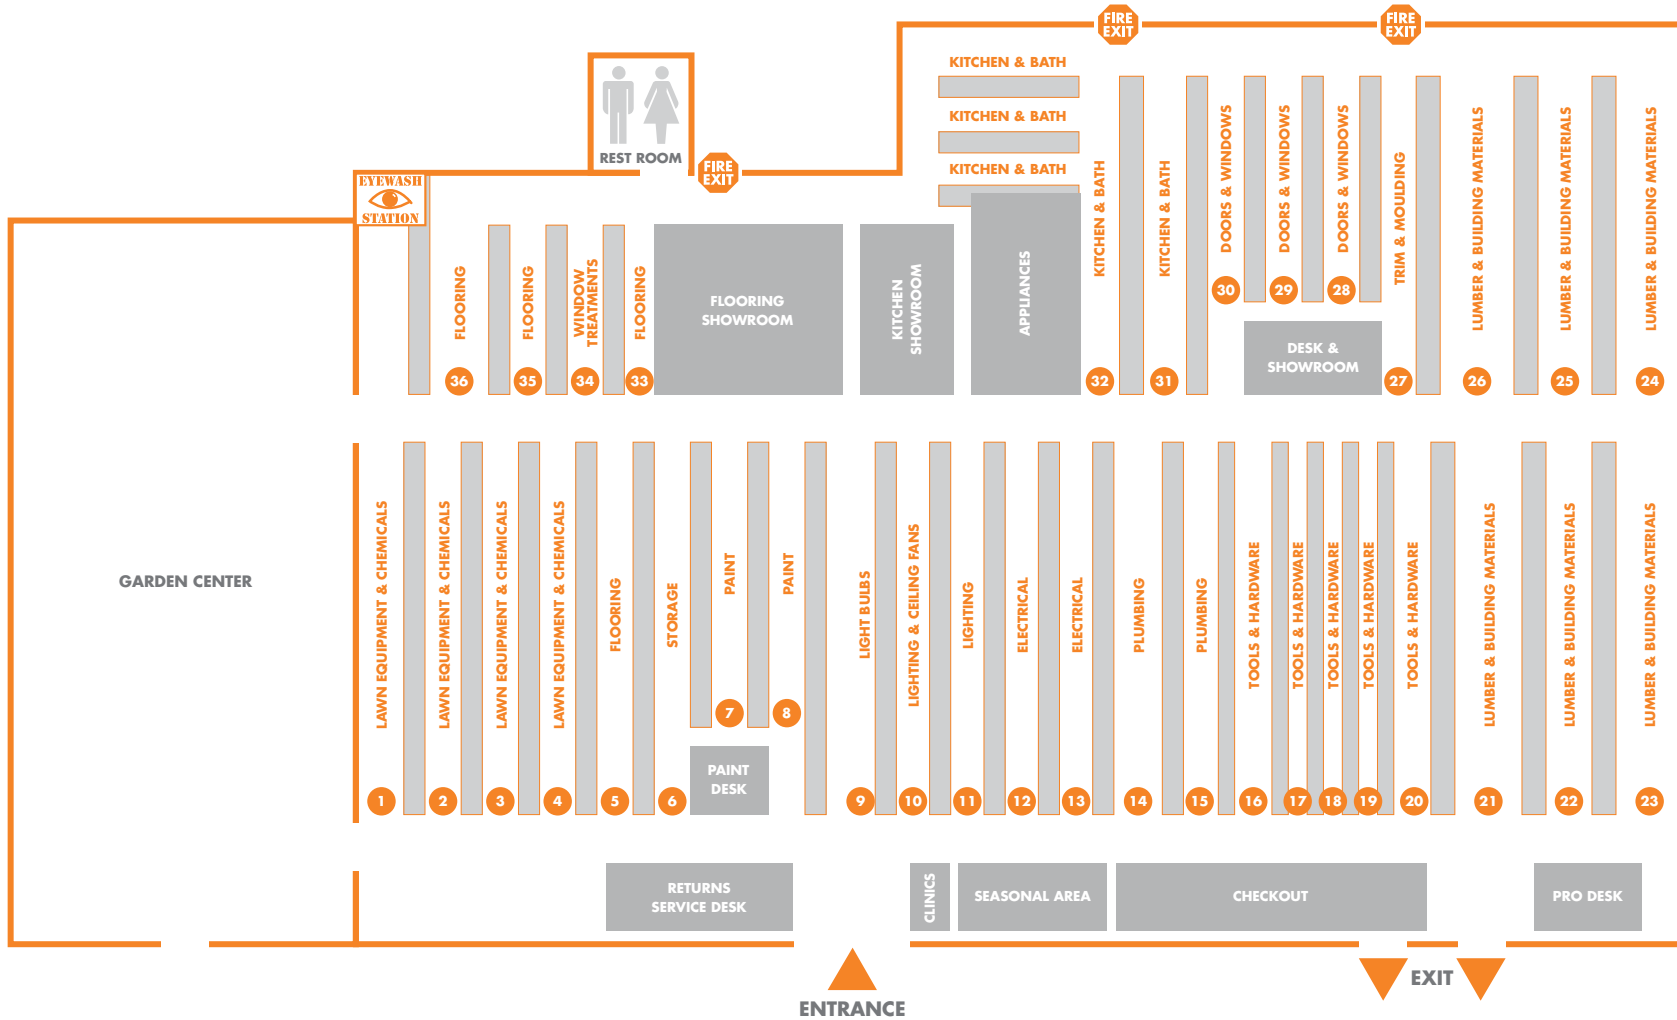 FIRE
EXIT
FIRE
EXIT
KITCHEN & BATH
KITCHEN & BATH
KITCHEN & BATH
REST ROOM
FIRE
EXIT
EYEWASH
STATION
FLOORING
36
FLOORING
35
WINDOW
TREATMENTS
34
FLOORING
33
FLOORING
SHOWROOM
KITCHEN
SHOWROOM
APPLIANCES
KITCHEN & BATH
32
KITCHEN & BATH
31
DOORS & WINDOWS
30
DOORS & WINDOWS
29
DOORS & WINDOWS
28
DESK &
SHOWROOM
TRIM & MOULDING
27
LUMBER & BUILDING MATERIALS
26
LUMBER & BUILDING MATERIALS
25
LUMBER & BUILDING MATERIALS
24
GARDEN CENTER
LAWN EQUIPMENT & CHEMICALS
1
LAWN EQUIPMENT & CHEMICALS
2
LAWN EQUIPMENT & CHEMICALS
3
LAWN EQUIPMENT & CHEMICALS
4
FLOORING
5
STORAGE
6
PAINT
7
PAINT
8
PAINT
DESK
LIGHT BULBS
9
LIGHTING & CEILING FANS
10
LIGHTING
11
ELECTRICAL
12
ELECTRICAL
13
PLUMBING
14
PLUMBING
15
TOOLS & HARDWARE
16
TOOLS & HARDWARE
17
TOOLS & HARDWARE
18
TOOLS & HARDWARE
19
TOOLS & HARDWARE
20
LUMBER & BUILDING MATERIALS
21
LUMBER & BUILDING MATERIALS
22
LUMBER & BUILDING MATERIALS
23
RETURNS
SERVICE DESK
CLINICS
SEASONAL AREA
CHECKOUT
PRO DESK
ENTRANCE
EXIT